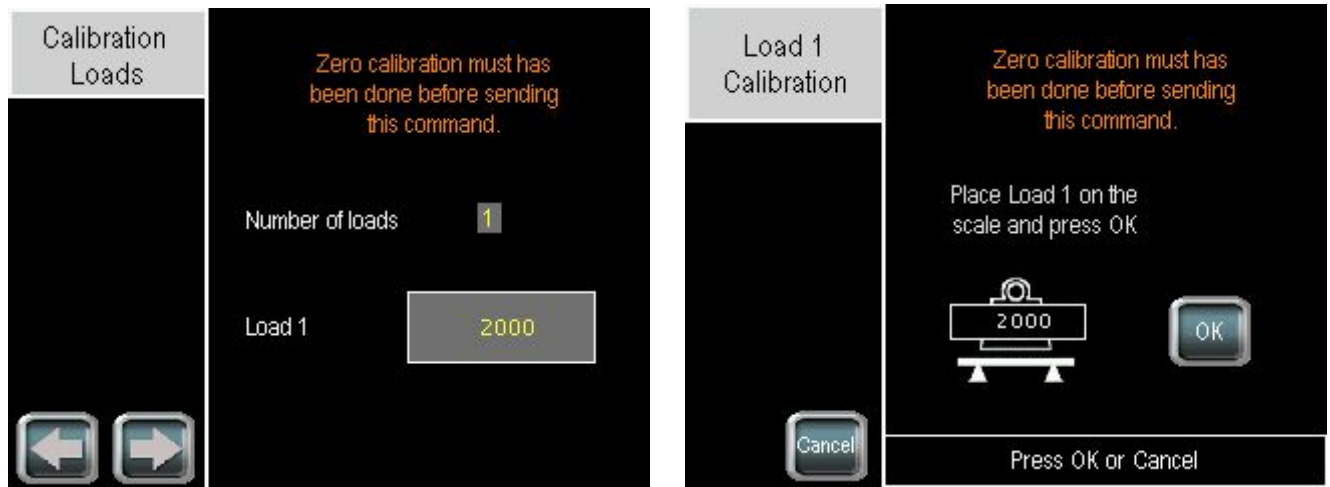 Calibration
Loads
Zero calibration must has
been done before sending
this command.
Number of loads 1
Load 1 2000
Load 1
Calibration
Zero calibration must has
been done before sending
this command.
Place Load 1 on the
scale and press OK
2000
OK
Cancel
Press OK or Cancel